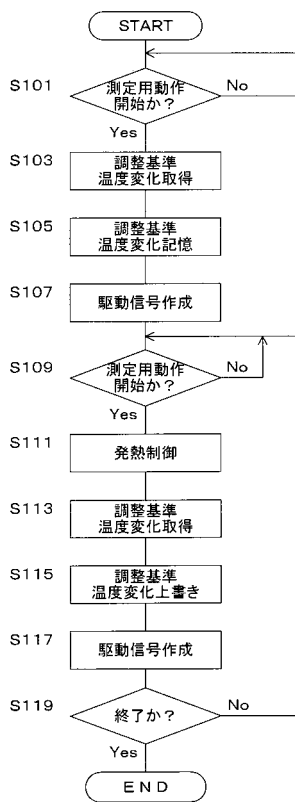 START
S101
測定用動作
開始か?
No
Yes
S103
調整基準
温度変化取得
S105
調整基準
温度変化記憶
S107
駆動信号作成
S109
測定用動作
開始か?
No
Yes
S111
発熱制御
S113
調整基準
温度変化取得
S115
調整基準
温度変化上書き
S117
駆動信号作成
S119
終了か?
No
Yes
END